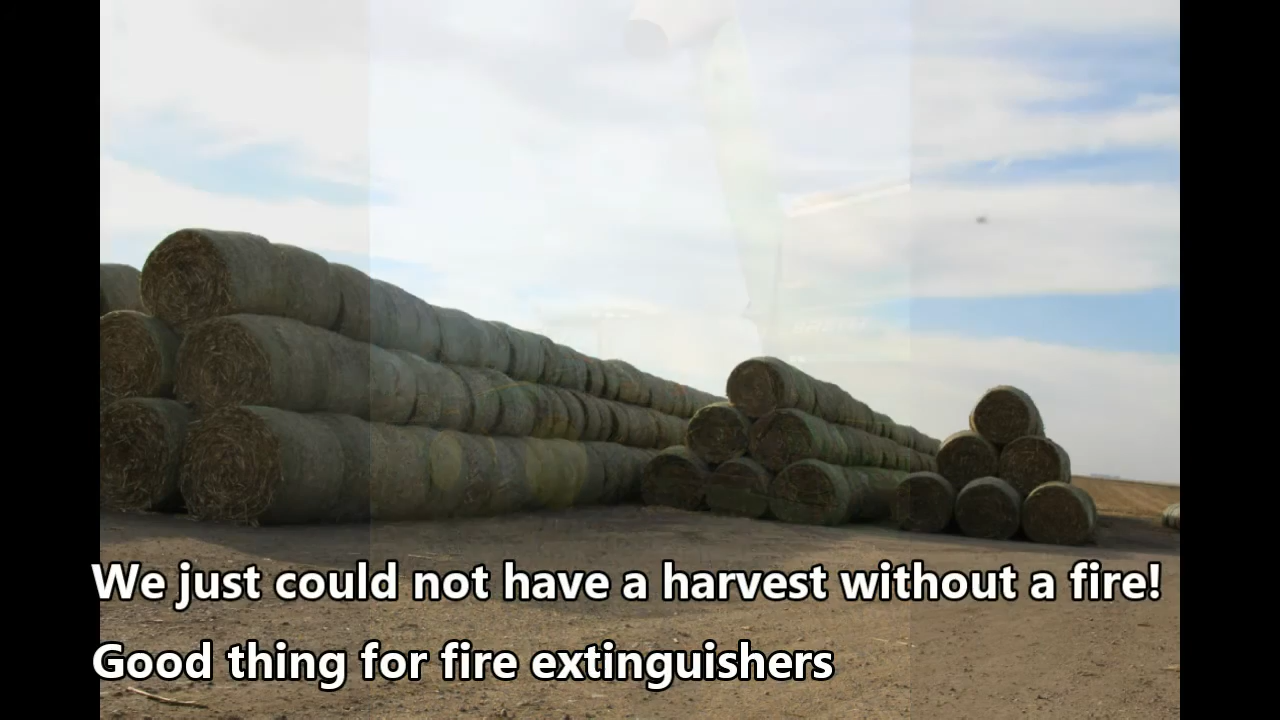 We just could not have a harvest without a fire!
Good thing for fire extinguishers